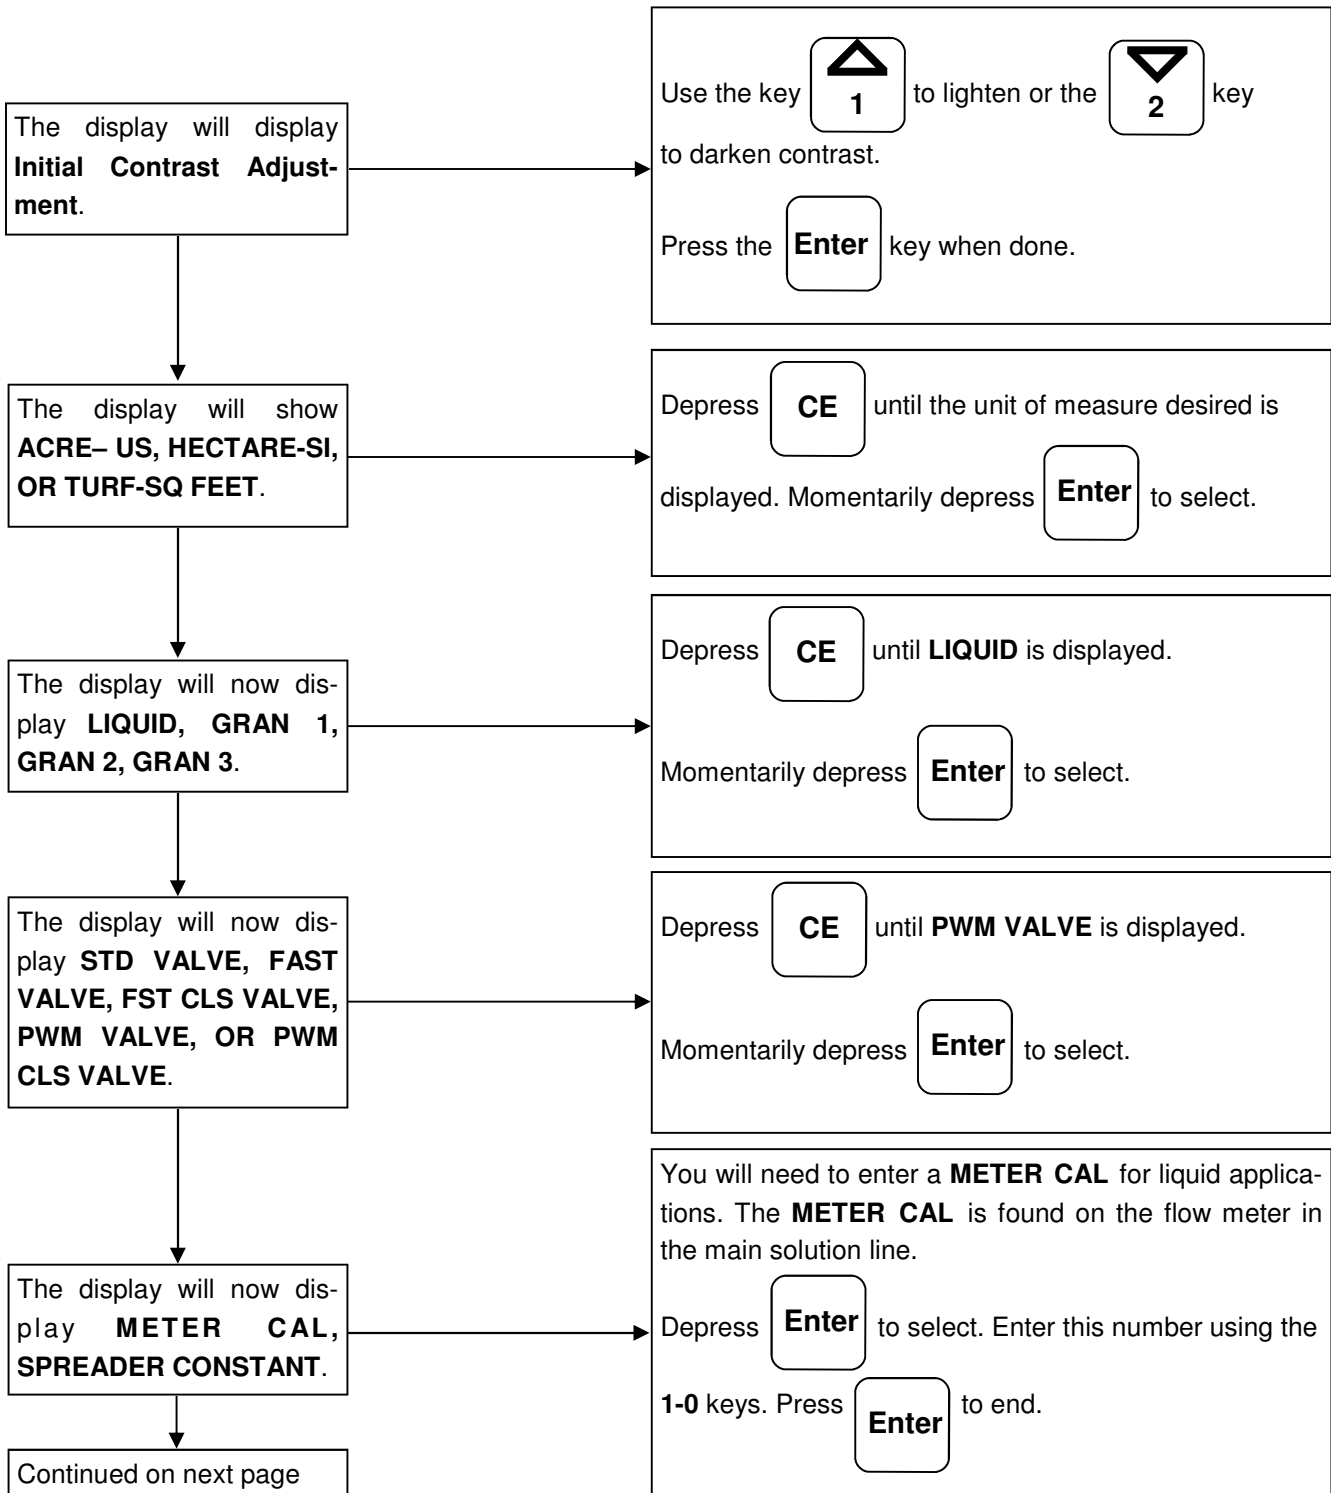 The display will display
Initial Contrast Adjust-
ment.
Use the key 1 to lighten or the 2 key
to darken contrast.
Press the Enter key when done.
The display will show
ACRE– US, HECTARE-SI,
OR TURF-SQ FEET.
Depress CE until the unit of measure desired is
displayed. Momentarily depress Enter to select.
The display will now dis-
play LIQUID, GRAN 1,
GRAN 2, GRAN 3.
Depress CE until LIQUID is displayed.
Momentarily depress Enter to select.
The display will now dis-
play STD VALVE, FAST
VALVE, FST CLS VALVE,
PWM VALVE, OR PWM
CLS VALVE.
Depress CE until PWM VALVE is displayed.
Momentarily depress Enter to select.
The display will now dis-
play METER CAL,
SPREADER CONSTANT.
You will need to enter a METER CAL for liquid applica-
tions. The METER CAL is found on the flow meter in
the main solution line.
Depress Enter to select. Enter this number using the
1-0 keys. Press Enter to end.
Continued on next page